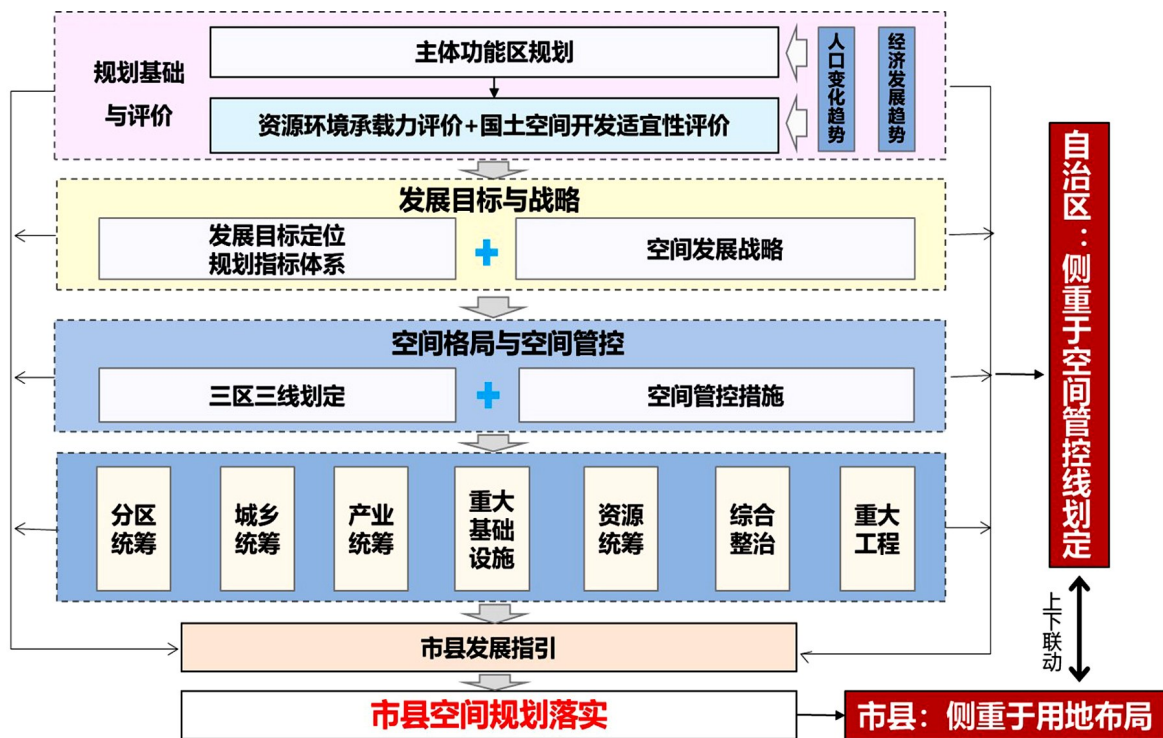 规划基础
与评价
主体功能区规划
资源环境承载力评价+国土空间开发适宜性评价
人口变化趋势
经济发展趋势
发展目标与战略
发展目标定位
规划指标体系
空间发展战略
空间格局与空间管控
三区三线划定
空间管控措施
分区
统筹
城乡
统筹
产业
统筹
重大
基础
设施
资源
统筹
综合
整治
重大
工程
市县发展指引
市县空间规划落实
自治区：侧重于空间管控线划定
上下联动
市县：侧重于用地布局